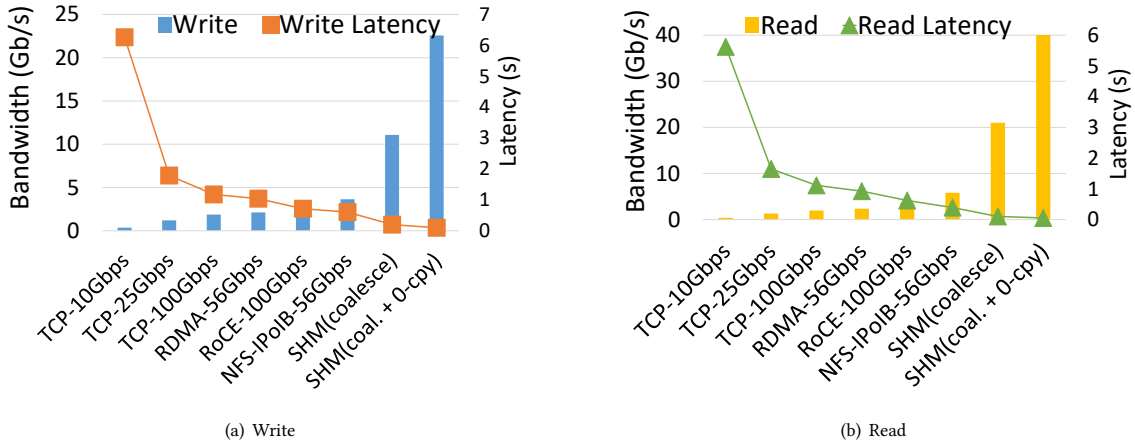 Write
Write Latency
25
20
15
10
5
0
Bandwidth (Gb/s)
7
6
5
4
3
2
1
0
Latency (s)
TCP-10Gbps
TCP-25Gbps
TCP-100Gbps
RDMA-56Gbps
RoCE-100Gbps
NFS-IPoIB-56Gbps
SHM(coalesce)
SHM(coal. + 0-cpy)
(a) Write
Read
Read Latency
40
30
20
10
0
Bandwidth (Gb/s)
6
5
4
3
2
1
0
Latency (s)
TCP-10Gbps
TCP-25Gbps
TCP-100Gbps
RDMA-56Gbps
RoCE-100Gbps
NFS-IPoIB-56Gbps
SHM(coalesce)
SHM(coal. + 0-cpy)
(b) Read